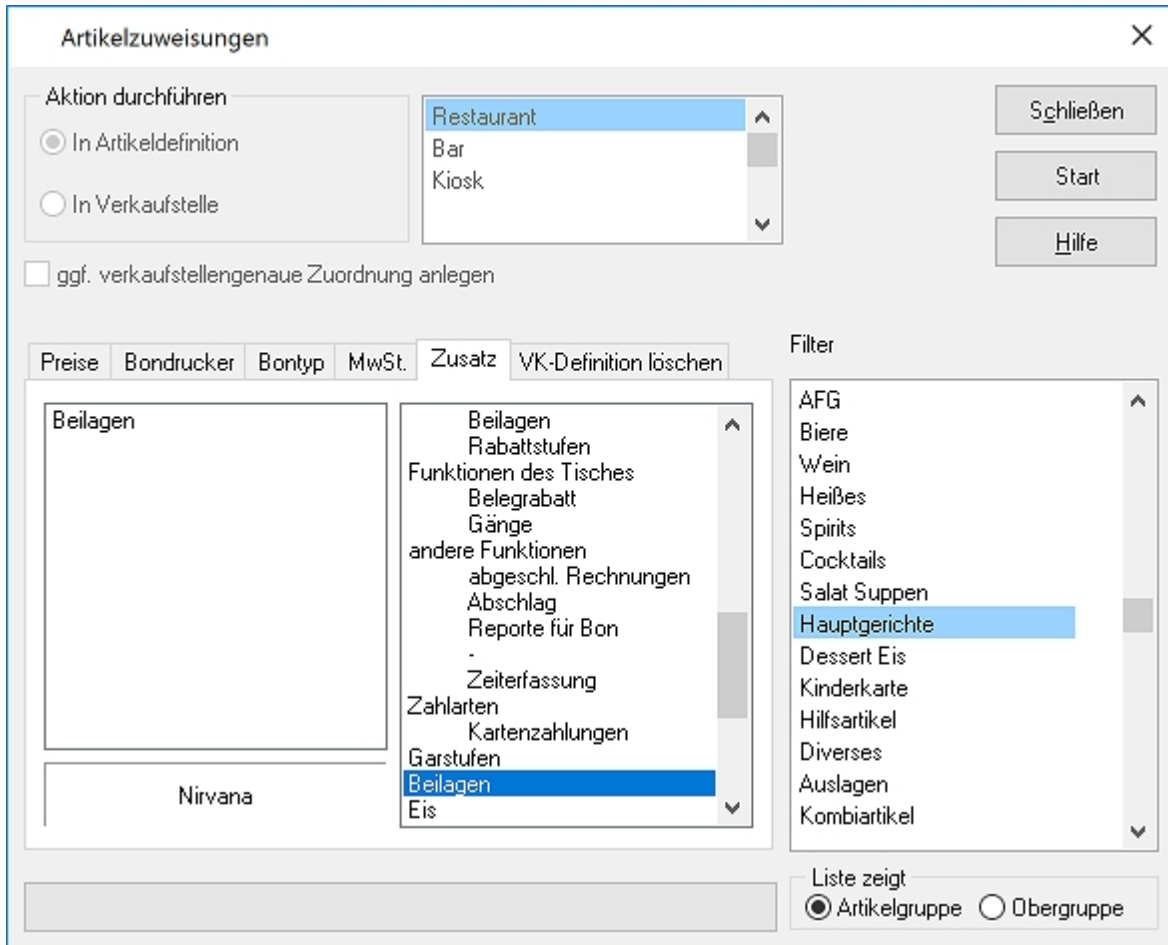 Artikelzuweisungen
Aktion durchführen
In Artikeldefinition
In Verkaufstelle
Restaurant
Bar
Kiosk
Schließen
Start
Hilfe
ggf. verkaufstellengenaue Zuordnung anlegen
Preise
Bondrucker
Bontyp
MwSt.
Zusatz
VK-Definition löschen
Beilagen
Nirvana
Beilagen
Rabattstufen
Funktionen des Tisches
Belegrabatt
Gänge
andere Funktionen
abgeschl. Rechnungen
Abschlag
Reporte für Bon
-
Zeiterfassung
Zahlarten
Kartenzahlungen
Garstufen
Beilagen
Eis
Filter
AFG
Biere
Wein
Heißes
Spirits
Cocktails
Salat Suppen
Hauptgerichte
Dessert Eis
Kinderkarte
Hilfsartikel
Diverses
Auslagen
Kombiartikel
Liste zeigt
Artikelgruppe
Obergruppe